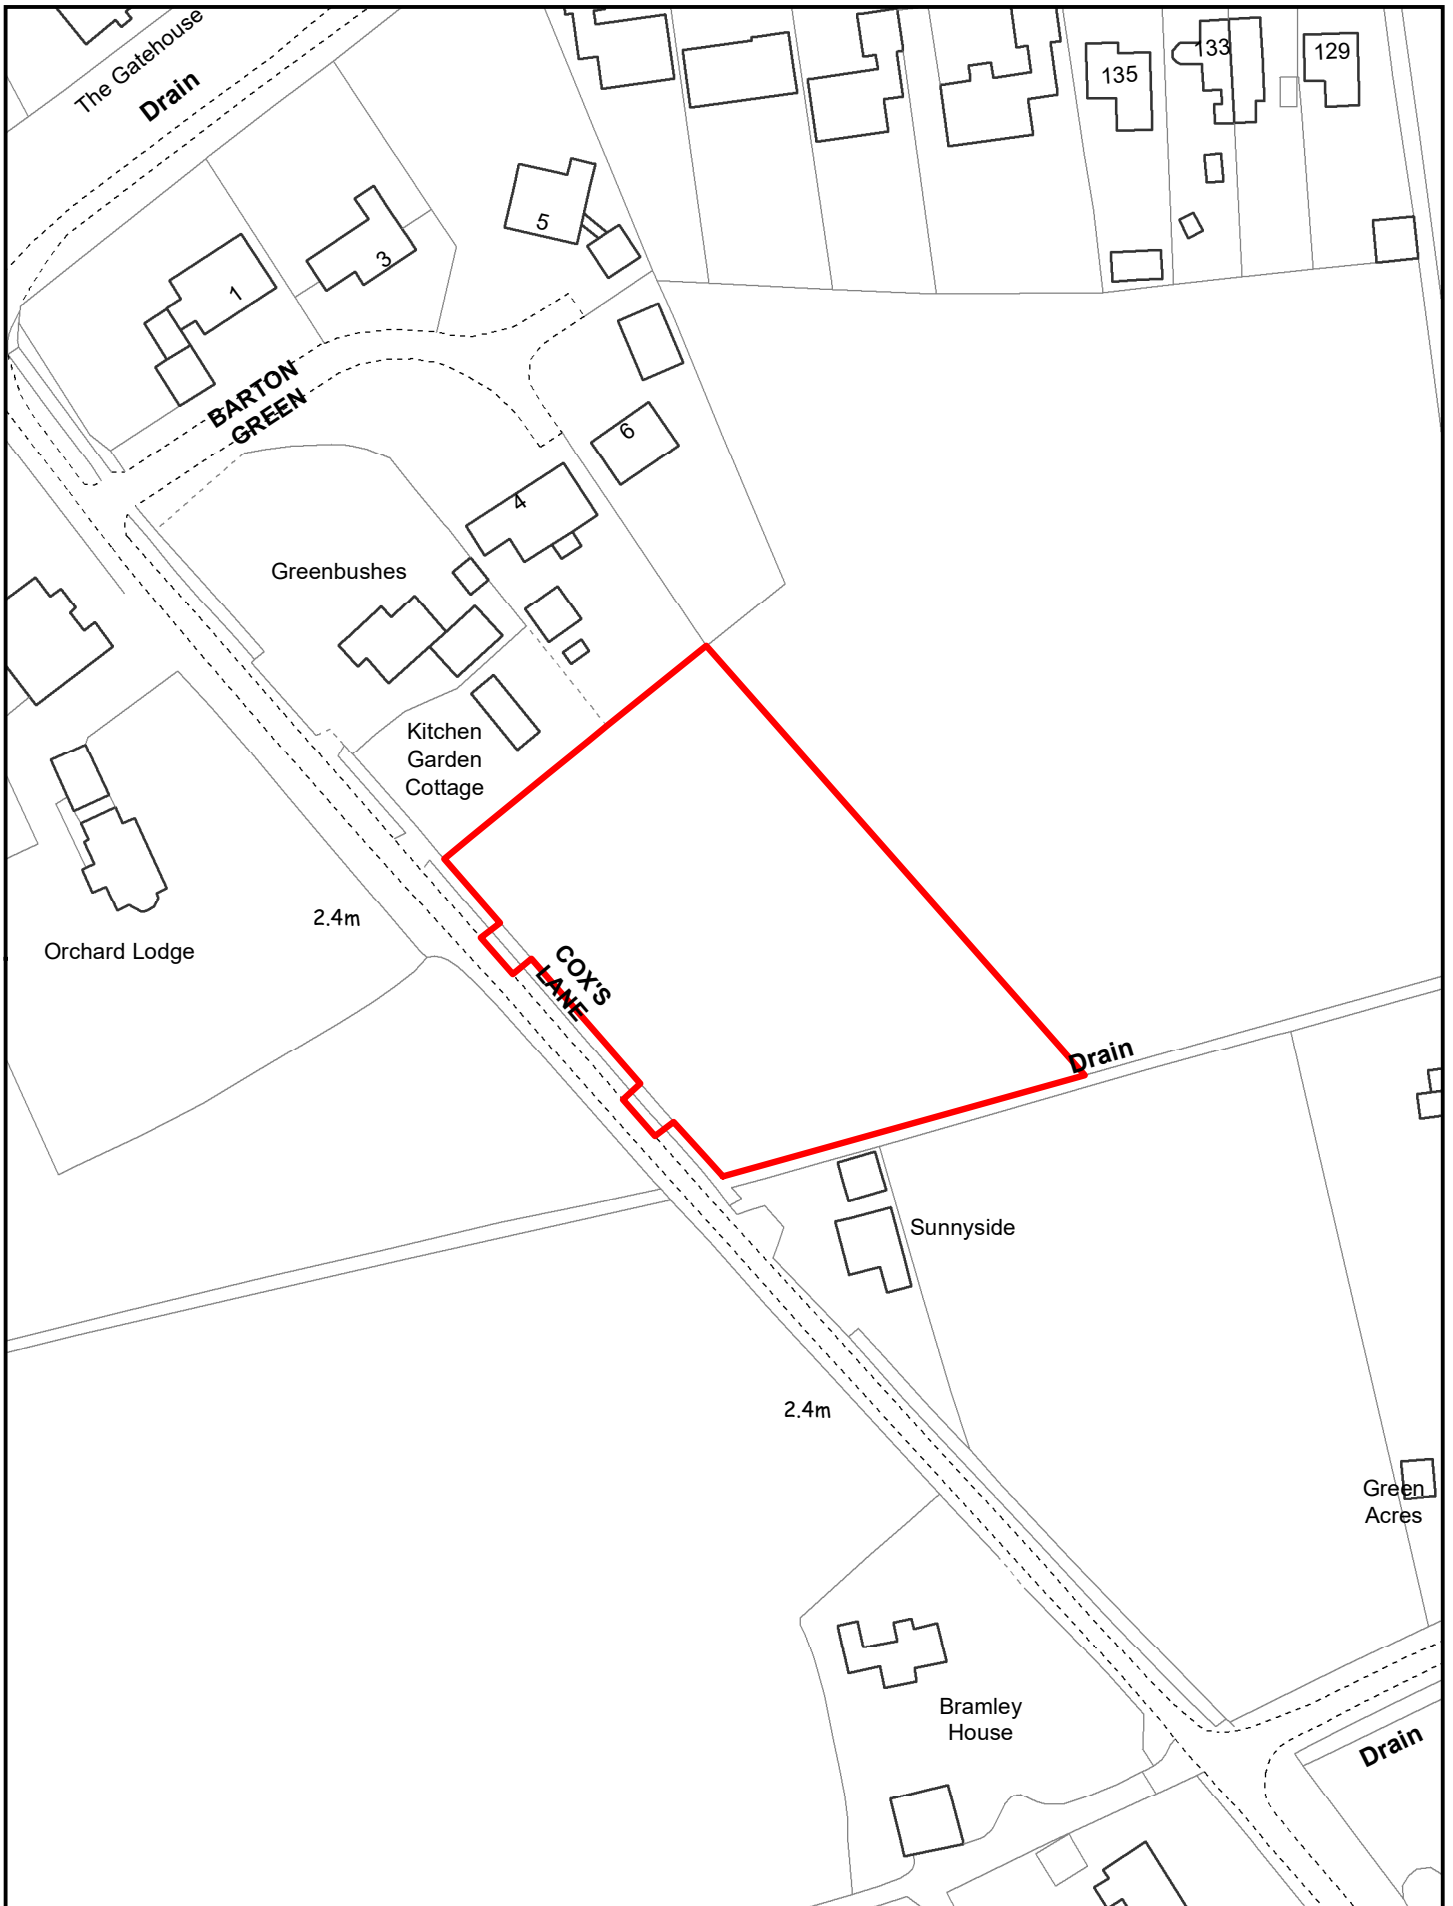 The Gatehouse
Drain
135
133
129
5
3
1
BARTON
GREEN
6
4
Greenbushes
Kitchen
Garden
Cottage
2.4m
Orchard Lodge
COX'S
LANE
Drain
Sunnyside
2.4m
Green
Acres
Bramley
House
Drain